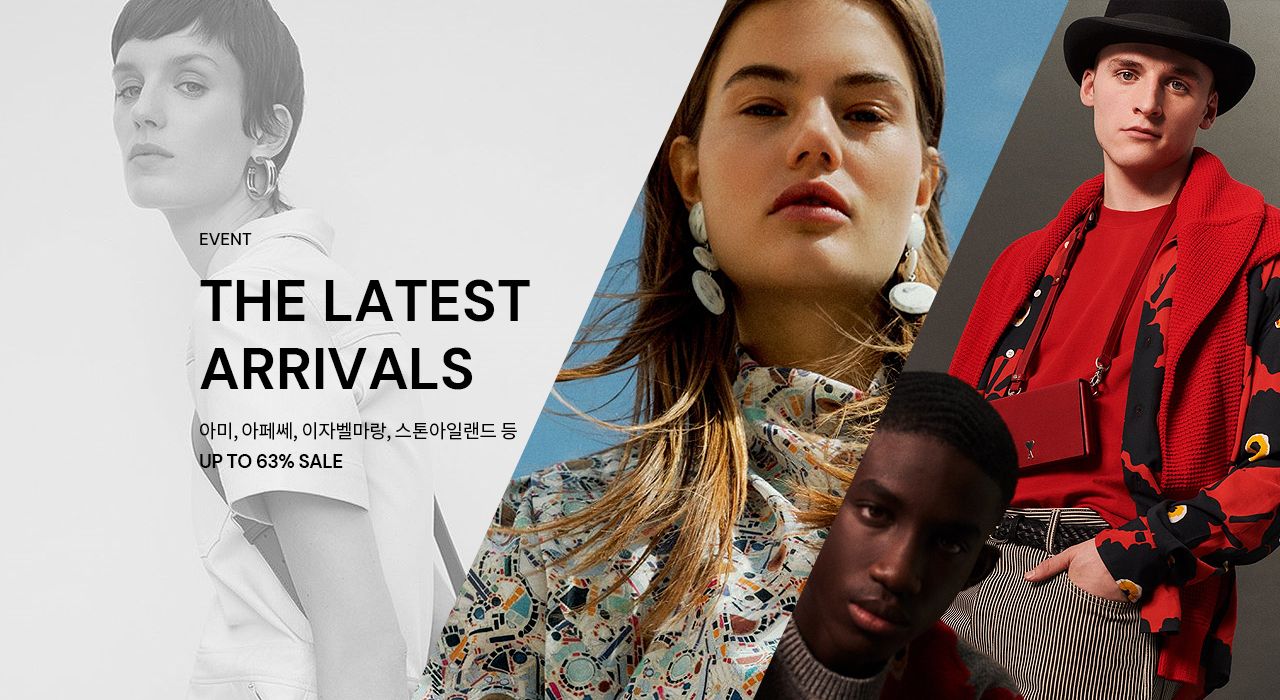 EVENT
THE LATEST
ARRIVALS
아미, 아페쎄, 이자벨마랑, 스톤아일랜드 등
UP TO 63% SALE